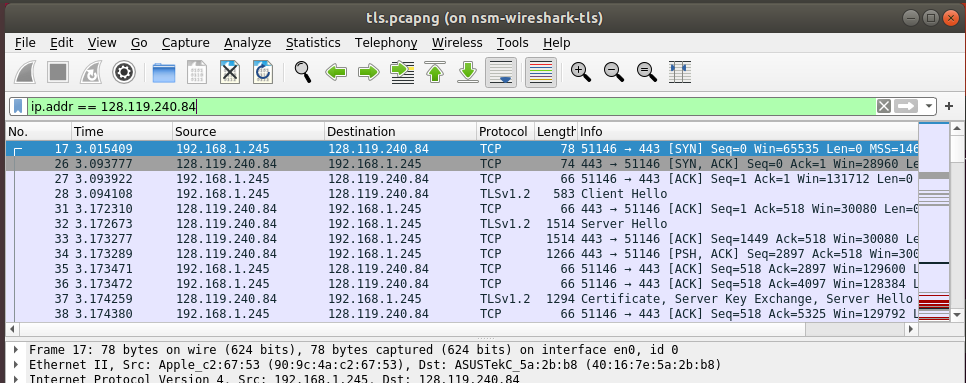 tls.pcapng (on nsm-wireshark-tls)
File Edit View Go Capture Analyze Statistics Telephony Wireless Tools Help
ip.addr == 128.119.240.84
No. Time Source Destination Protocol Length Info
17 3.015409 192.168.1.245 128.119.240.84 TCP 78 51146 → 443 [SYN] Seq=0 Win=65535 Len=0 MSS=146
26 3.093777 128.119.240.84 192.168.1.245 TCP 74 443 → 51146 [SYN, ACK] Seq=0 Ack=1 Win=28960 Le
27 3.093922 192.168.1.245 128.119.240.84 TCP 66 51146 → 443 [ACK] Seq=1 Ack=1 Win=131712 Len=0
28 3.094108 192.168.1.245 128.119.240.84 TLSv1.2 583 Client Hello
31 3.172310 128.119.240.84 192.168.1.245 TCP 66 443 → 51146 [ACK] Seq=1 Ack=518 Win=30080 Len=0
32 3.172673 128.119.240.84 192.168.1.245 TLSv1.2 1514 Server Hello
33 3.173277 128.119.240.84 192.168.1.245 TCP 1514 443 → 51146 [ACK] Seq=1449 Ack=518 Win=30080 Le
34 3.173289 128.119.240.84 192.168.1.245 TCP 1266 443 → 51146 [PSH, ACK] Seq=2897 Ack=518 Win=300
35 3.173471 192.168.1.245 128.119.240.84 TCP 66 51146 → 443 [ACK] Seq=518 Ack=2897 Win=129600 L
36 3.173472 192.168.1.245 128.119.240.84 TCP 66 51146 → 443 [ACK] Seq=518 Ack=4097 Win=128384 L
37 3.174259 128.119.240.84 192.168.1.245 TLSv1.2 1294 Certificate, Server Key Exchange, Server Hello
38 3.174380 192.168.1.245 128.119.240.84 TCP 66 51146 → 443 [ACK] Seq=518 Ack=5325 Win=129792 L
Frame 17: 78 bytes on wire (624 bits), 78 bytes captured (624 bits) on interface en0, id 0
Ethernet II, Src: Apple_c2:67:53 (90:9c:4a:c2:67:53), Dst: ASUSTekC_5a:2b:b8 (40:16:7e:5a:2b:b8)
Internet Protocol Version 4, Src: 192.168.1.245, Dst: 128.119.240.84